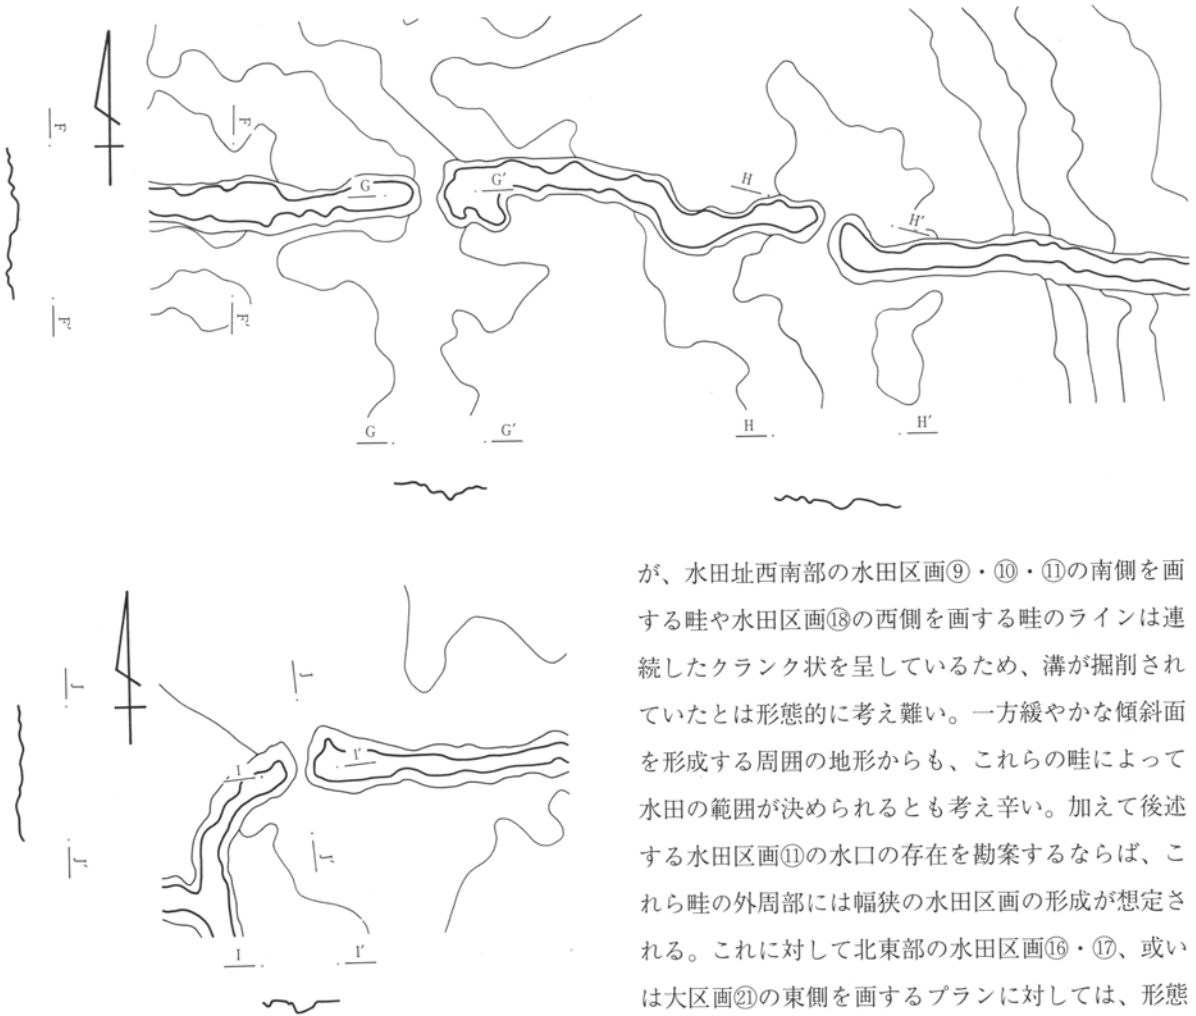 F
F
G
G′
H
H′
F′
F′
G
G′
H
H′
が、水田址西南部の水田区画⑨・⑩・⑪の南側を画
する畦や水田区画⑱の西側を画する畦のラインは連
続したクランク状を呈しているため、溝が掘削され
ていたとは形態的に考え難い。一方緩やかな傾斜面
を形成する周囲の地形からも、これらの畦によって
水田の範囲が決められるとも考え辛い。加えて後述
する水田区画⑪の水口の存在を勘案するならば、こ
れら畦の外周部には幅狭の水田区画の形成が想定さ
れる。これに対して北東部の水田区画⑯・⑰、或い
は大区画㉑の東側を画するプランに対しては、形態
J
J
I
I′
J′
J′
I
I′